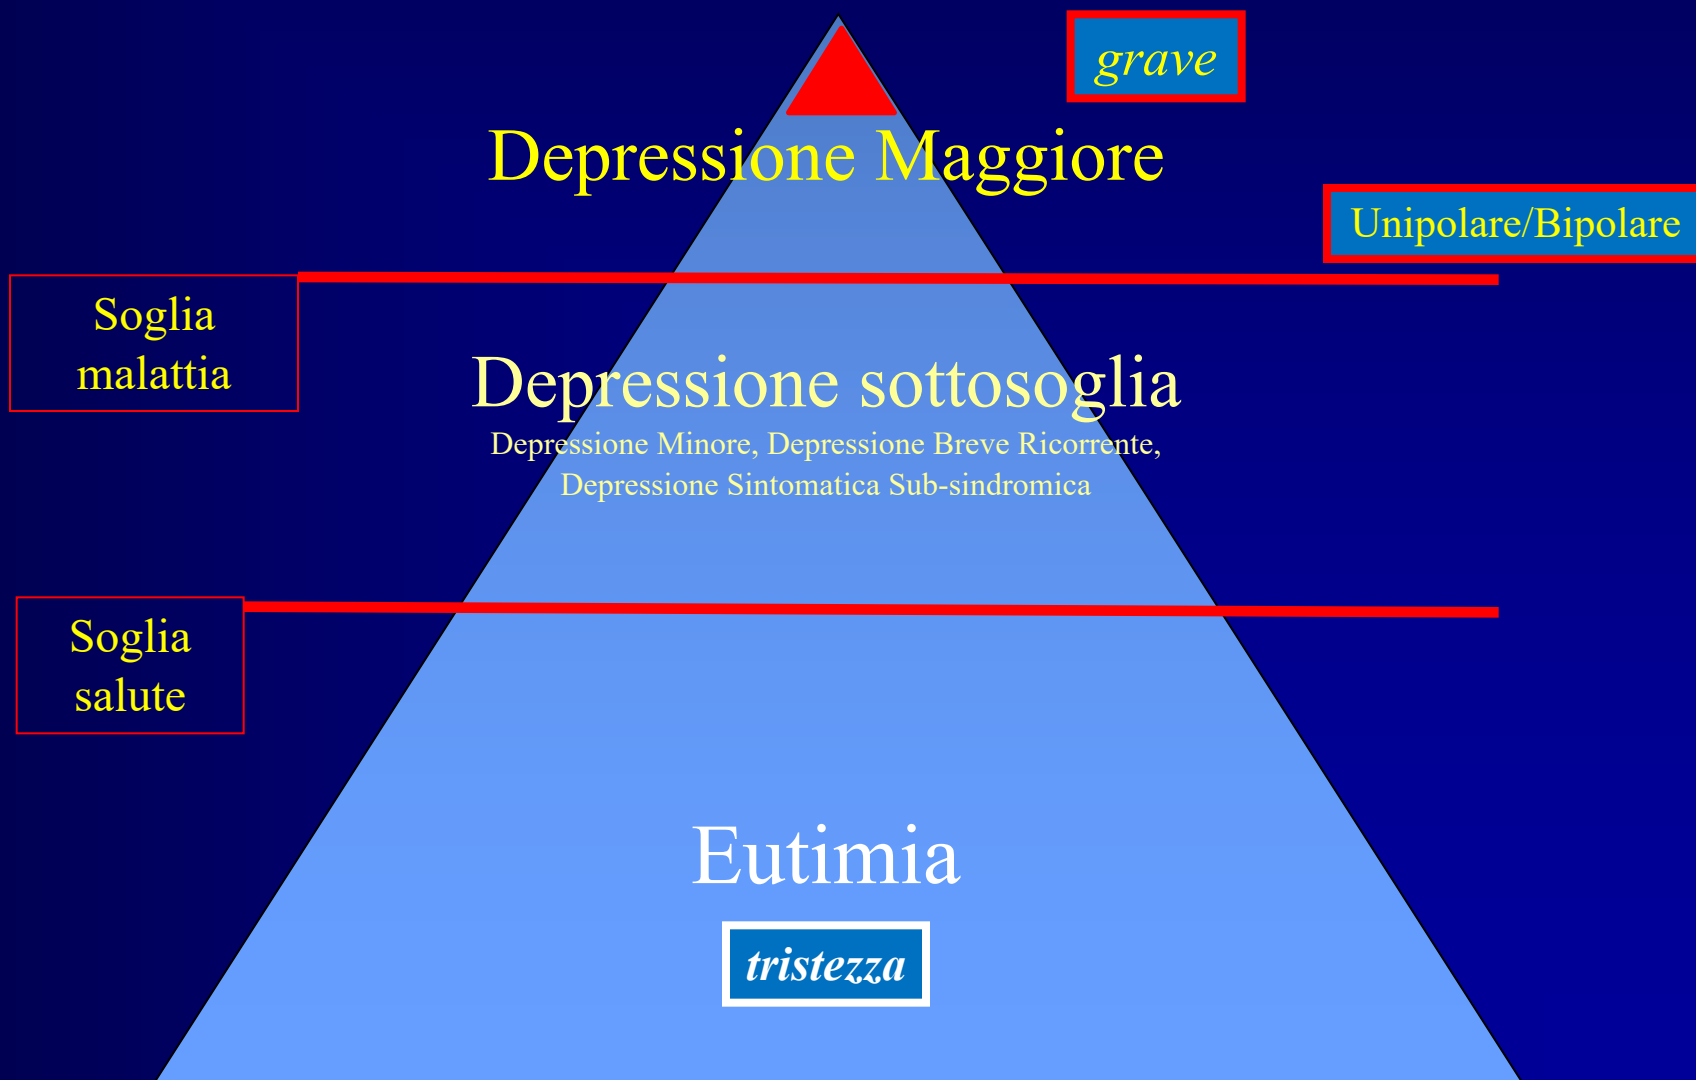 grave
Depressione Maggiore
Unipolare/Bipolare
Soglia
malattia
Depressione sottosoglia
Depressione Minore, Depressione Breve Ricorrente,
Depressione Sintomatica Sub-sindromica
Soglia
salute
Eutimia
tristezza